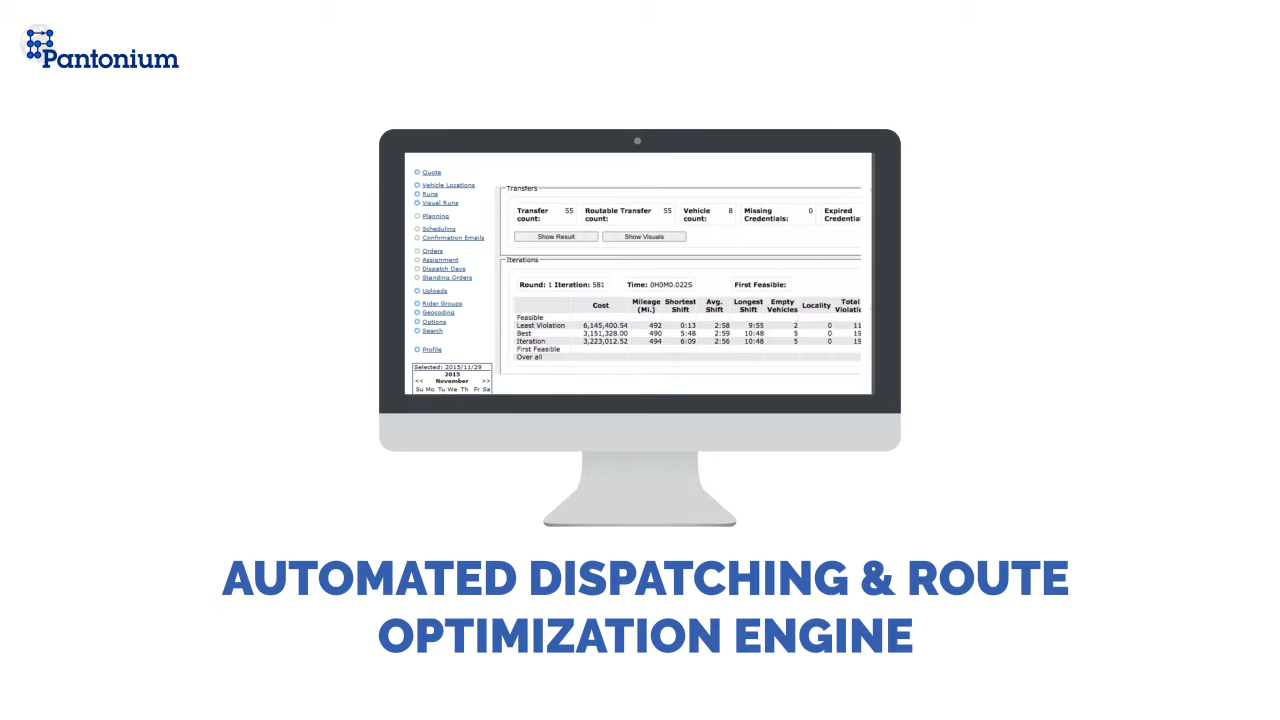 Pantonium
Quote
Vehicle Locations
Runs
Visual Runs
Planning
Scheduling
Confirmation Emails
Orders
Assignment
Dispatch Days
Standing Orders
Uploads
Rider Groups
Geocoding
Options
Search
Profile
Selected: 2015/11/29
2015
<< November >>
Su Mo Tu We Th Fr Sa
Transfers
Transfer count: 55 Routable Transfer count: 55 Vehicle count: 8 Missing Credentials: 0 Expired
Show Result Show Visuals
Iterations
Round: 1 Iteration: 581 Time: 0H0M0.022S First Feasible:
Cost Mileage (Mi.) Shortest Shift Avg. Shift Longest Shift Empty Vehicles Locality Total
Feasible
Least Violation 6,145,400.54 492 0:13 2:58 9:55 2 0 11
Best 3,151,328.00 490 5:48 2:59 10:48 5 0 19
Iteration 3,223,012.52 494 6:09 2:56 10:48 5 0 19
First Feasible
Over all
AUTOMATED DISPATCHING & ROUTE
OPTIMIZATION ENGINE